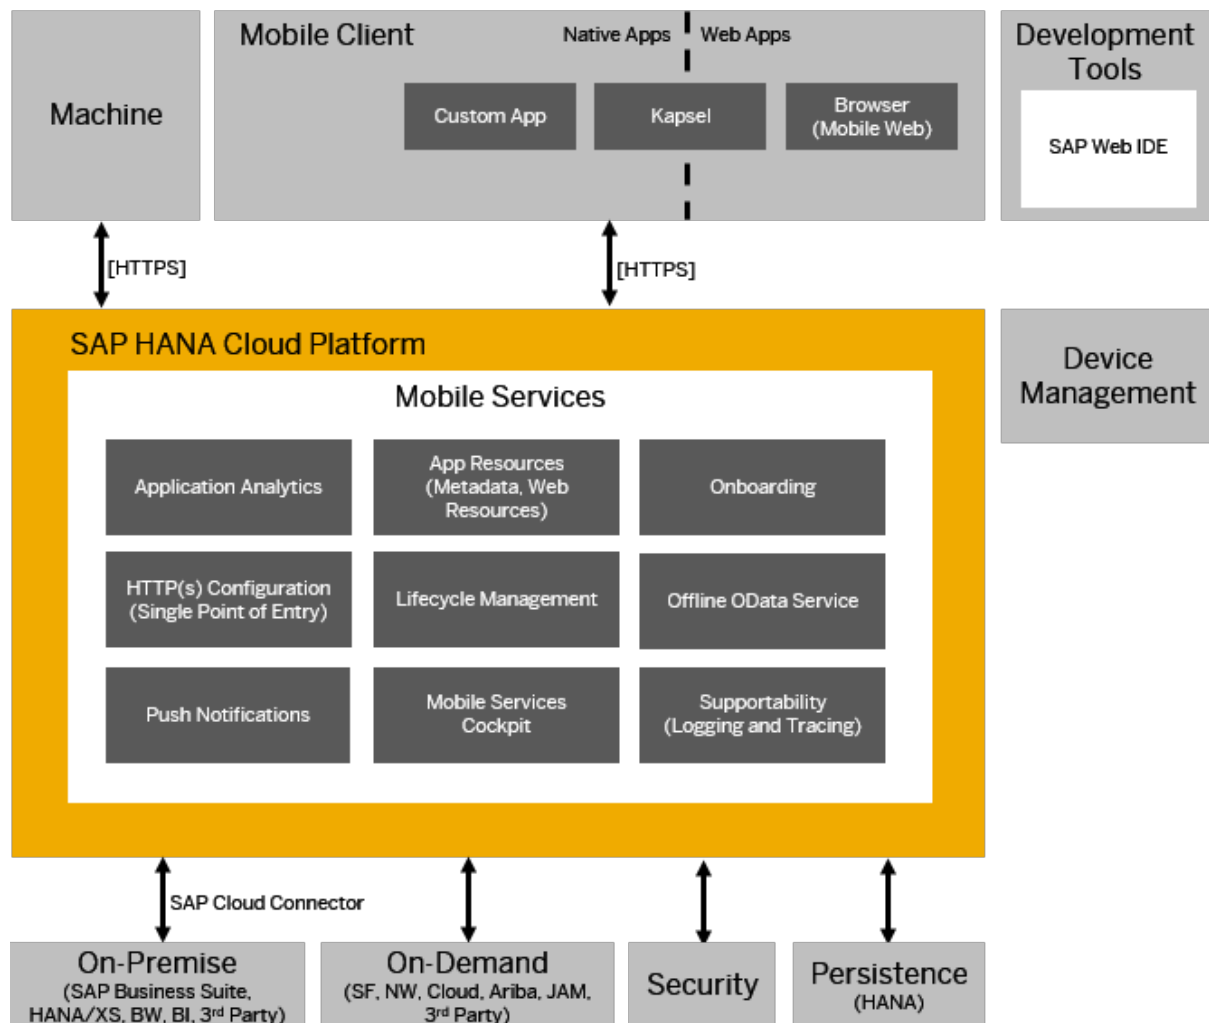 Machine
Mobile Client
Native Apps
Web Apps
Custom App
Kapsel
Browser
(Mobile Web)
Development
Tools
SAP Web IDE
[HTTPS]
[HTTPS]
SAP HANA Cloud Platform
Mobile Services
Application Analytics
App Resources
(Metadada, Web
Resources)
Onboarding
HTTP(s) Configuration
(Single Point of Entry)
Lifecycle Management
Offline OData Service
Push Notifications
Mobile Services
Cockpit
Supportability
(Logging and Tracing)
Device
Management
SAP Cloud Connector
On-Premise
(SAP Business Suite,
HANA/XS, BW, BI, 3rd Party)
On-Demand
(SF, NW, Cloud, Ariba, JAM,
3rd Party)
Security
Persistence
(HANA)